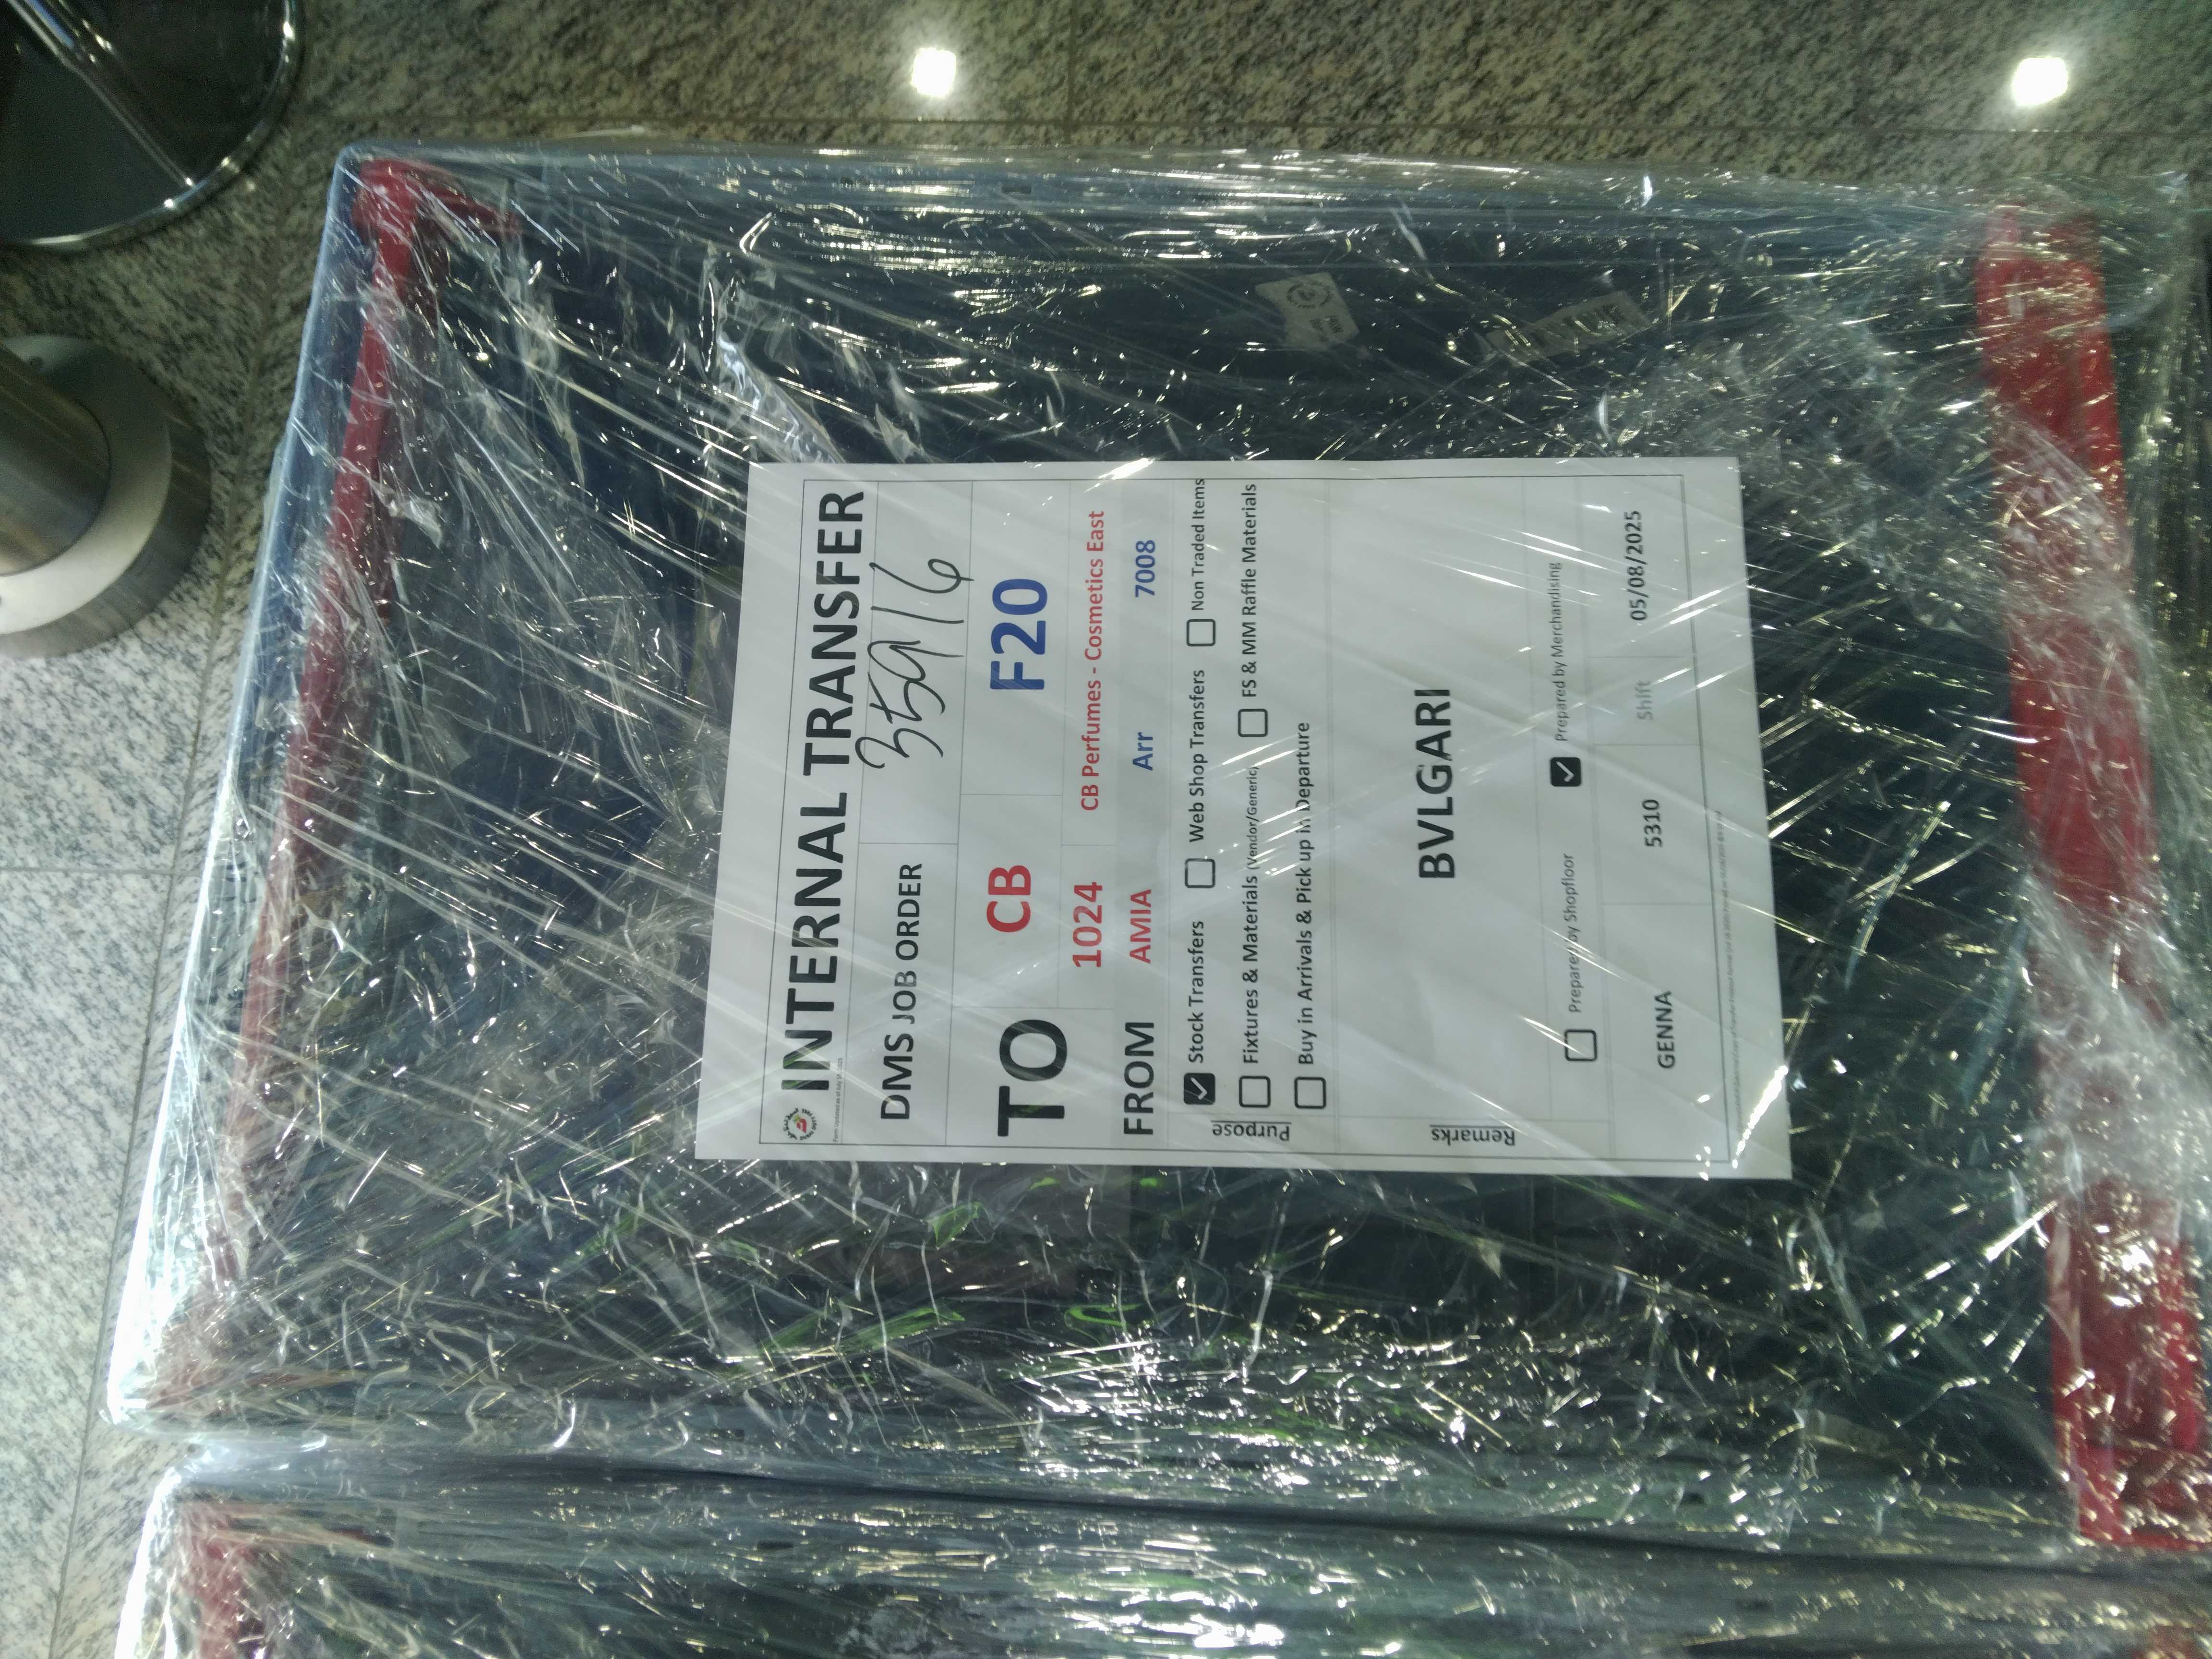 INTERNAL TRANSFER
DMS JOB ORDER 35916
TO CB F20
1024 CB Perfumes - Cosmetics East
FROM AMIA Arr 7008
Purpose
Stock Transfers Web Shop Transfers Non Traded Items
Fixtures & Materials (Vendor/Generic) FS & MM Raffle Materials
Buy in Arrivals & Pick up in Departure
Remarks
BVLGARI
Prepared by Shopfloor Prepared by Merchandising
GENNA 5310 Shift 05/08/2025